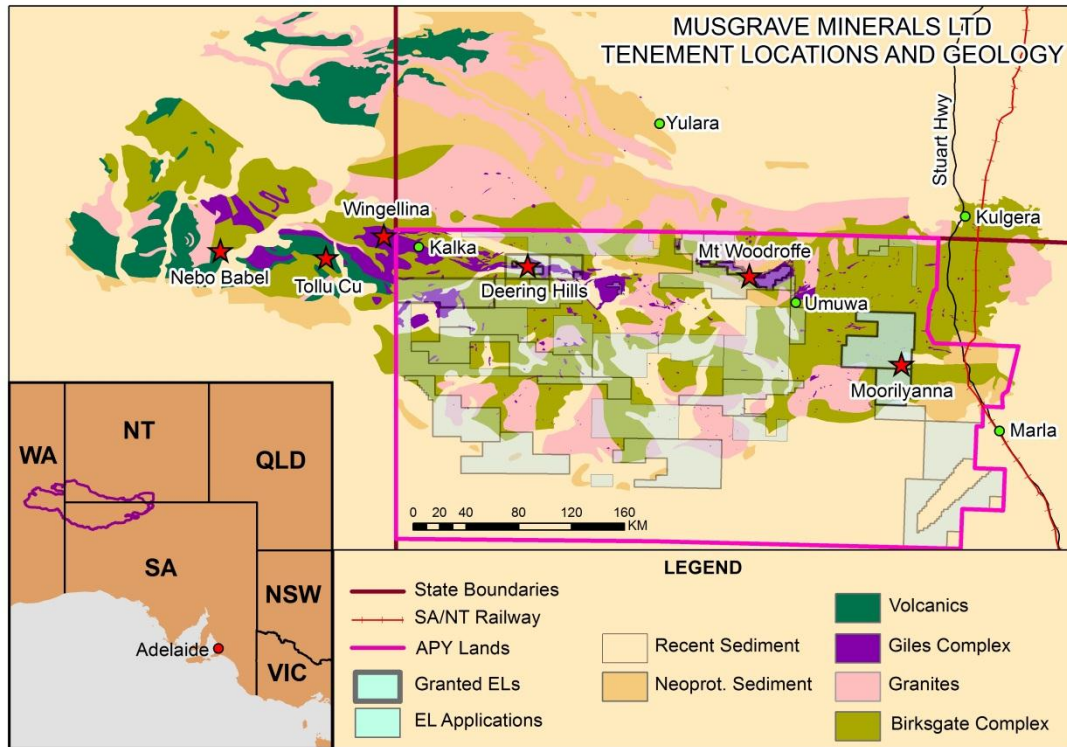 MUSGRAVE MINERALS LTD
TENEMENT LOCATIONS AND GEOLOGY
Yulara
Stuart Hwy
Kulgera
Wingellina
Kalka
Mt Woodroffe
Nebo Babel
Tollu Cu
Deering Hills
Umuwa
Moorilyanna
Marla
0 20 40 80 120 160
KM
NT
WA
QLD
SA
NSW
Adelaide
VIC
LEGEND
State Boundaries
SA/NT Railway
APY Lands
Granted ELs
EL Applications
Recent Sediment
Neoprot. Sediment
Volcanics
Giles Complex
Granites
Birksgate Complex